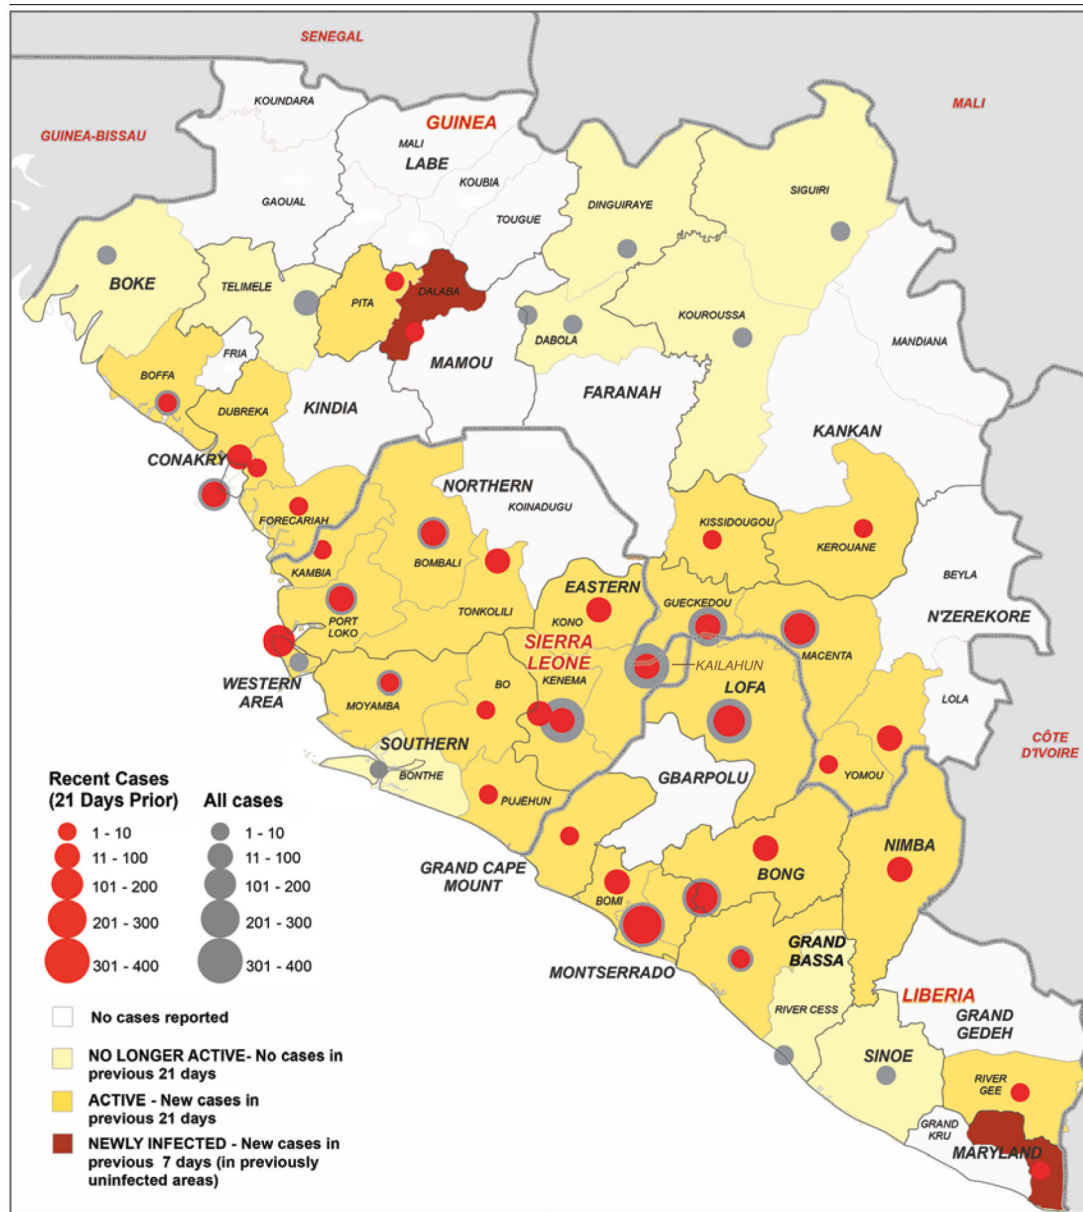 SENEGAL
MALI
GUINEA-BISSAU
KOUNDARA
GUINEA
MALI
LABE
KOUBIA
GAOUAL
TOUGUE
DINGUIRAYE
SIGUIRI
BOKE
TELIMELE
PITA
DALABA
KOUROUSSA
MANDIANA
DABOLA
FRIA
MAMOU
BOFFA
FARANAH
DUBREKA
KINDIA
KANKAN
CONAKRY
NORTHERN
KOINADUGU
FORECARIAH
KISSIDOUGOU
KEROUANE
KAMBIA
BOMBALI
BEYLA
EASTERN
GUECKEDOU
TONKOLILI
KONO
N'ZEREKORE
PORT
LOKO
SIERRA
LEONE
MACENTA
KAILAHUN
WESTERN
AREA
KENEMA
LOFA
MOYAMBA
BO
LOLA
CÔTE
D'IVOIRE
SOUTHERN
BONTHE
GBARPOLU
YOMOU
PUJEHUN
GRAND CAPE
MOUNT
BONG
NIMBA
BOMI
GRAND
BASSA
MONTSERRADO
RIVER CESS
LIBERIA
GRAND
GEDEH
SINOE
RIVER
GEE
GRAND
KRU
MARYLAND
Recent Cases
(21 Days Prior)
All cases
1 - 10
1 - 10
11 - 100
11 - 100
101 - 200
101 - 200
201 - 300
201 - 300
301 - 400
301 - 400
No cases reported
NO LONGER ACTIVE- No cases in
previous 21 days
ACTIVE - New cases in
previous 21 days
NEWLY INFECTED - New cases in
previous 7 days (in previously
uninfected areas)